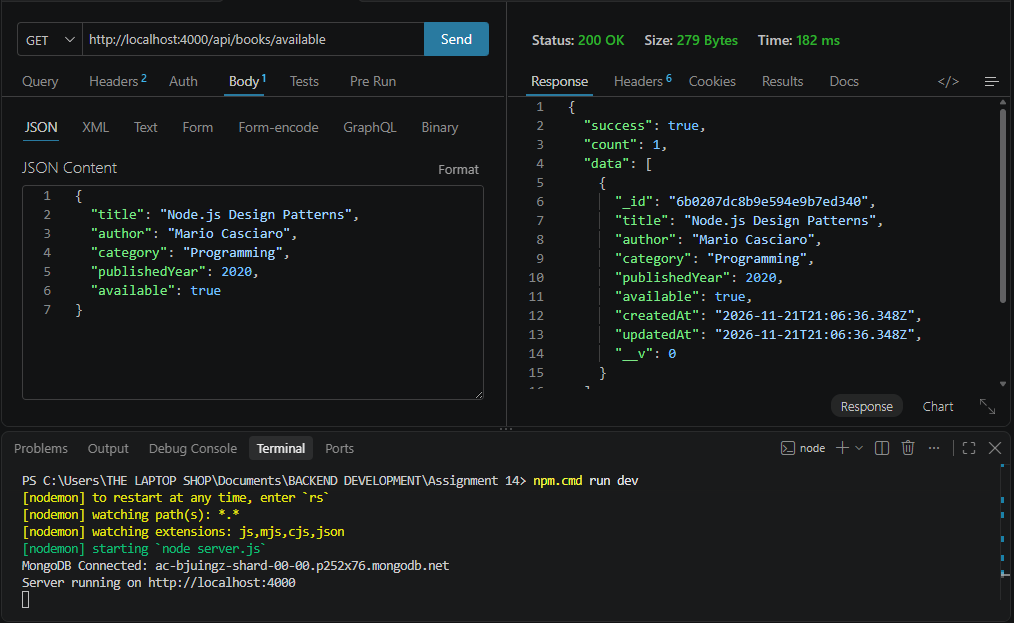 GET http://localhost:4000/api/books/available Send
Query Headers 2 Auth Body 1 Tests Pre Run
JSON XML Text Form Form-encode GraphQL Binary
JSON Content Format
1 {
2 "title": "Node.js Design Patterns",
3 "author": "Mario Casciaro",
4 "category": "Programming",
5 "publishedYear": 2020,
6 "available": true
7 }
Status: 200 OK Size: 279 Bytes Time: 182 ms
Response Headers 6 Cookies Results Docs </>
1 {
2 "success": true,
3 "count": 1,
4 "data": [
5 {
6 "_id": "6b0207dc8b9e594e9b7ed340",
7 "title": "Node.js Design Patterns",
8 "author": "Mario Casciaro",
9 "category": "Programming",
10 "publishedYear": 2020,
11 "available": true,
12 "createdAt": "2026-11-21T21:06:36.348Z",
13 "updatedAt": "2026-11-21T21:06:36.348Z",
14 "__v": 0
15 }
Response Chart
Problems Output Debug Console Terminal Ports node
PS C:\Users\THE LAPTOP SHOP\Documents\BACKEND DEVELOPMENT\Assignment 14> npm.cmd run dev
[nodemon] to restart at any time, enter `rs`
[nodemon] watching path(s): *.*
[nodemon] watching extensions: js,mjs,cjs,json
[nodemon] starting `node server.js`
MongoDB Connected: ac-bjuingz-shard-00-00.p252x76.mongodb.net
Server running on http://localhost:4000